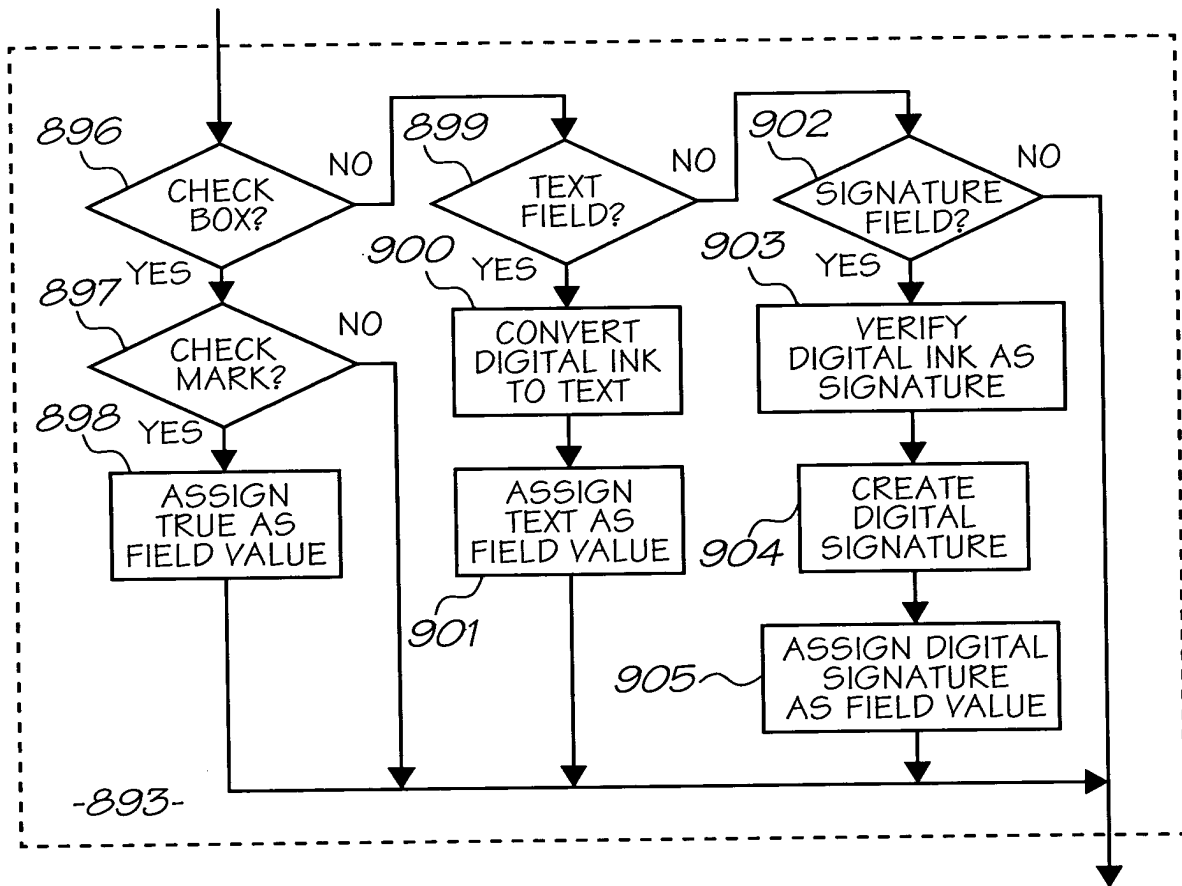 896
CHECK
BOX?
NO
YES
897
CHECK
MARK?
NO
YES
898
ASSIGN
TRUE AS
FIELD VALUE
899
TEXT
FIELD?
NO
YES
900
CONVERT
DIGITAL INK
TO TEXT
ASSIGN
TEXT AS
FIELD VALUE
901
902
SIGNATURE
FIELD?
NO
YES
903
VERIFY
DIGITAL INK AS
SIGNATURE
CREATE
DIGITAL
SIGNATURE
904
ASSIGN DIGITAL
SIGNATURE
AS FIELD VALUE
905
-893-